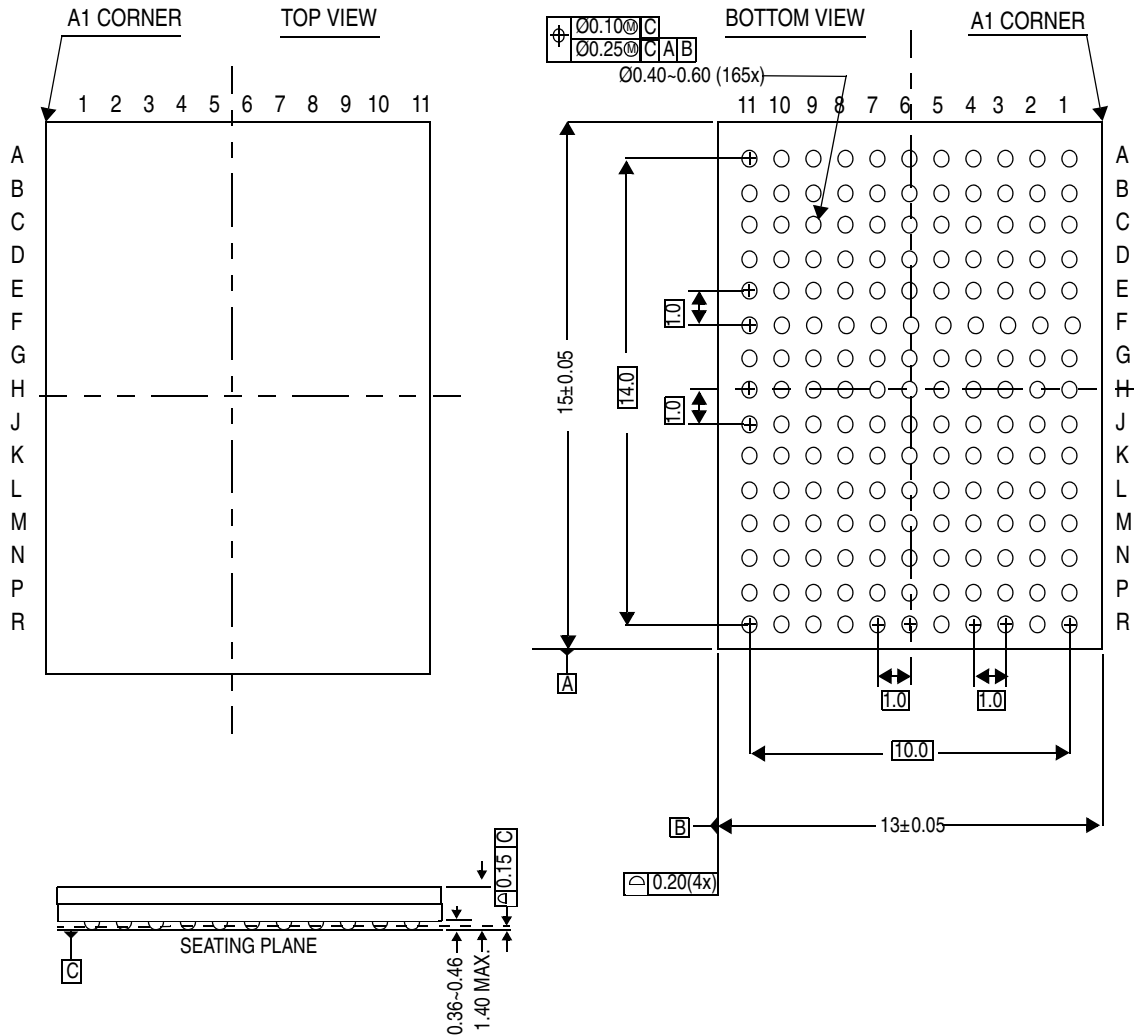 A1 CORNER
TOP VIEW
BOTTOM VIEW
A1 CORNER
Ø0.10Ⓜ C
Ø0.25Ⓜ C A B
Ø0.40~0.60 (165x)
1 2 3 4 5 6 7 8 9 10 11
11 10 9 8 7 6 5 4 3 2 1
A
B
C
D
E
F
G
H
J
K
L
M
N
P
R
A
B
C
D
E
F
G
H
J
K
L
M
N
P
R
15±0.05
14.0
1.0
1.0
A
1.0
1.0
10.0
B
13±0.05
0.20(4x)
0.15 C
SEATING PLANE
C
0.36~0.46
1.40 MAX.